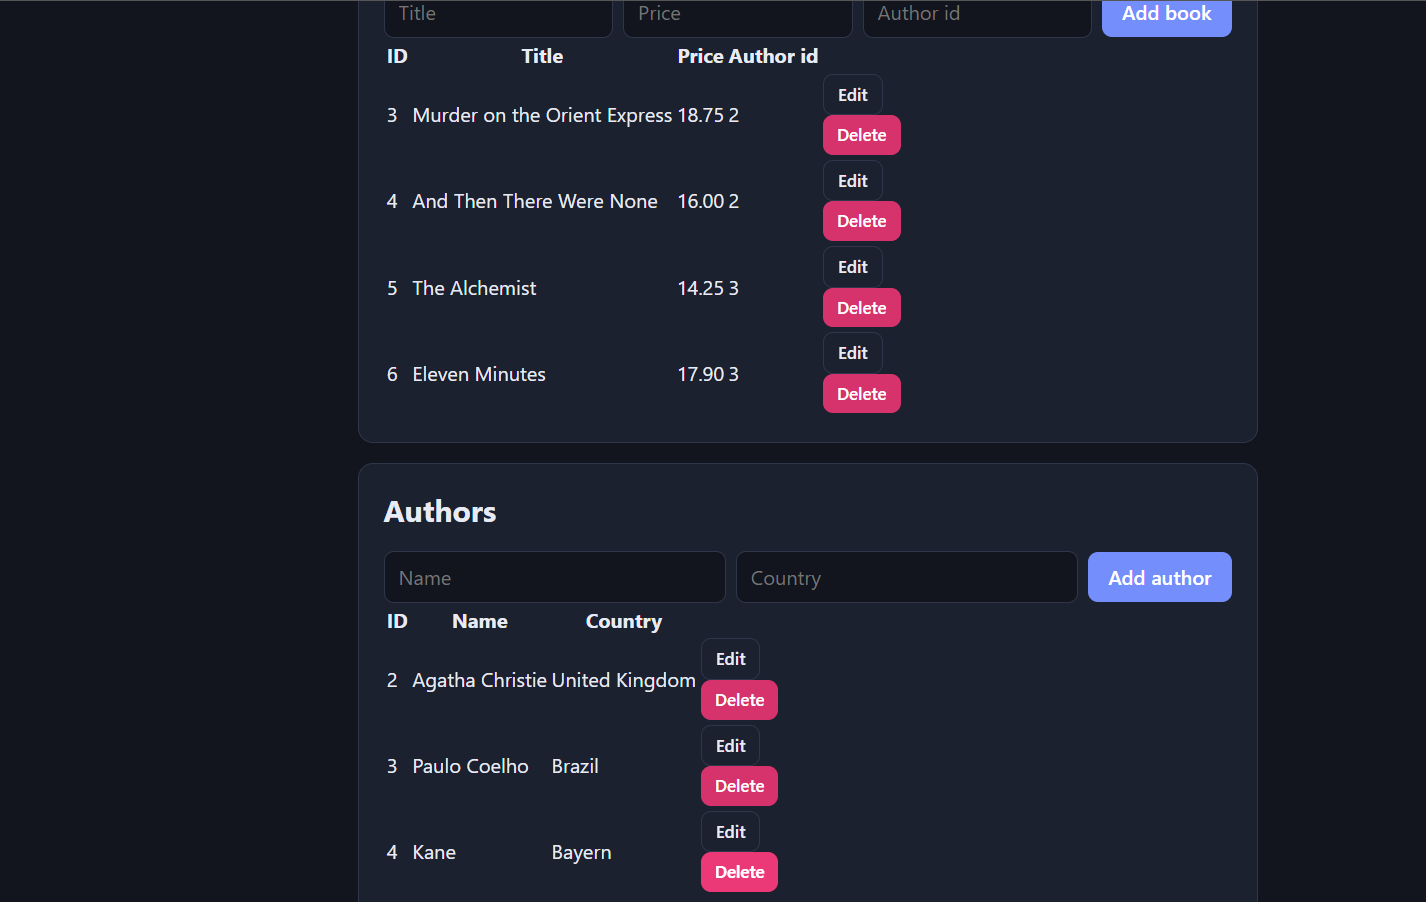 Title Price Author id Add book
ID Title Price Author id
Edit
3 Murder on the Orient Express 18.75 2
Delete
Edit
4 And Then There Were None 16.00 2
Delete
Edit
5 The Alchemist 14.25 3
Delete
Edit
6 Eleven Minutes 17.90 3
Delete
Authors
Name Country Add author
ID Name Country
Edit
2 Agatha Christie United Kingdom
Delete
Edit
3 Paulo Coelho Brazil
Delete
Edit
4 Kane Bayern
Delete